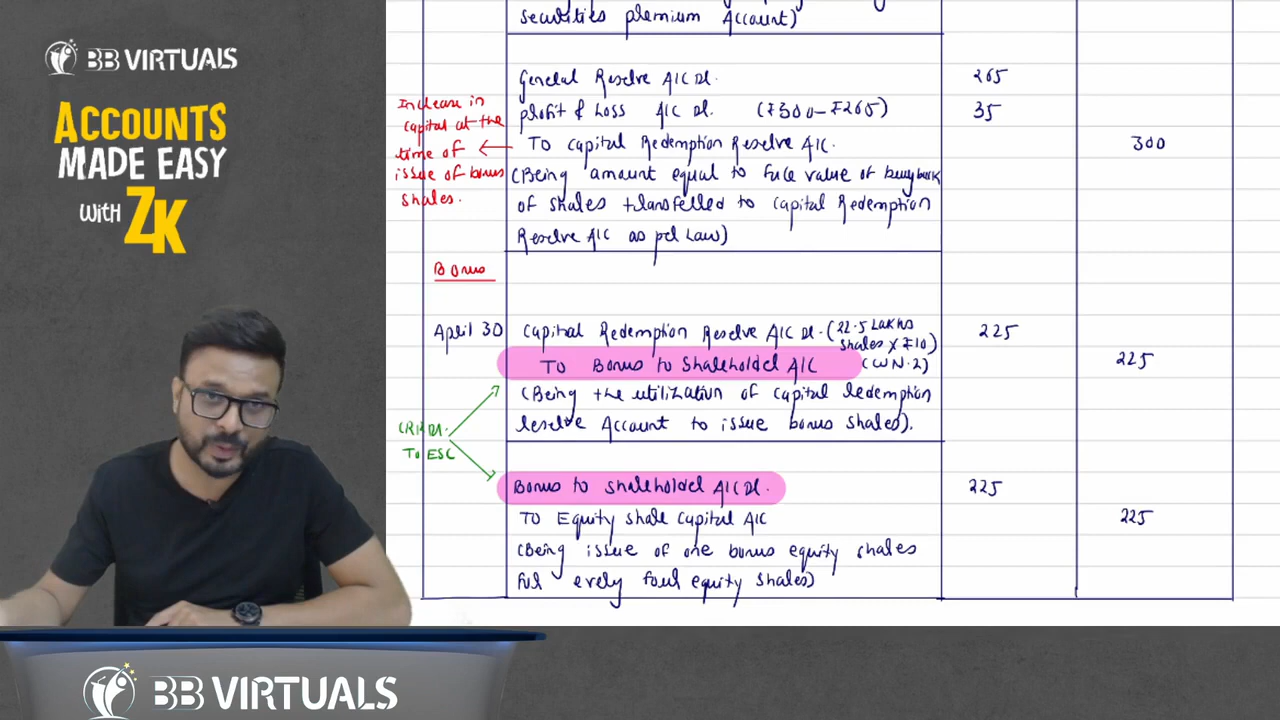 BB VIRTUALS
ACCOUNTS
MADE EASY
WITH ZK
securities premium Account)
General Reserve A/C Dr. 265
Profit & Loss A/C Dr. (₹300-₹265) 35
To Capital Redemption Reserve A/C. 300
(Being amount equal to face value of buyback
of shares transferred to Capital Redemption
Reserve A/C as per Law)
Increase in
capital at the
time of
issue of bonus
shares.
Bonus
April 30 Capital Redemption Reserve A/C Dr. (22.5 Lakhs
shares x ₹10) 225
To Bonus to Shareholder A/C (WN.2) 225
(Being the utilization of capital redemption
reserve Account to issue bonus shares).
CRR Dr.
To ESC
Bonus to Shareholder A/C Dr. 225
To Equity Share Capital A/C 225
(Being issue of one bonus equity shares
for every four equity shares)
BB VIRTUALS